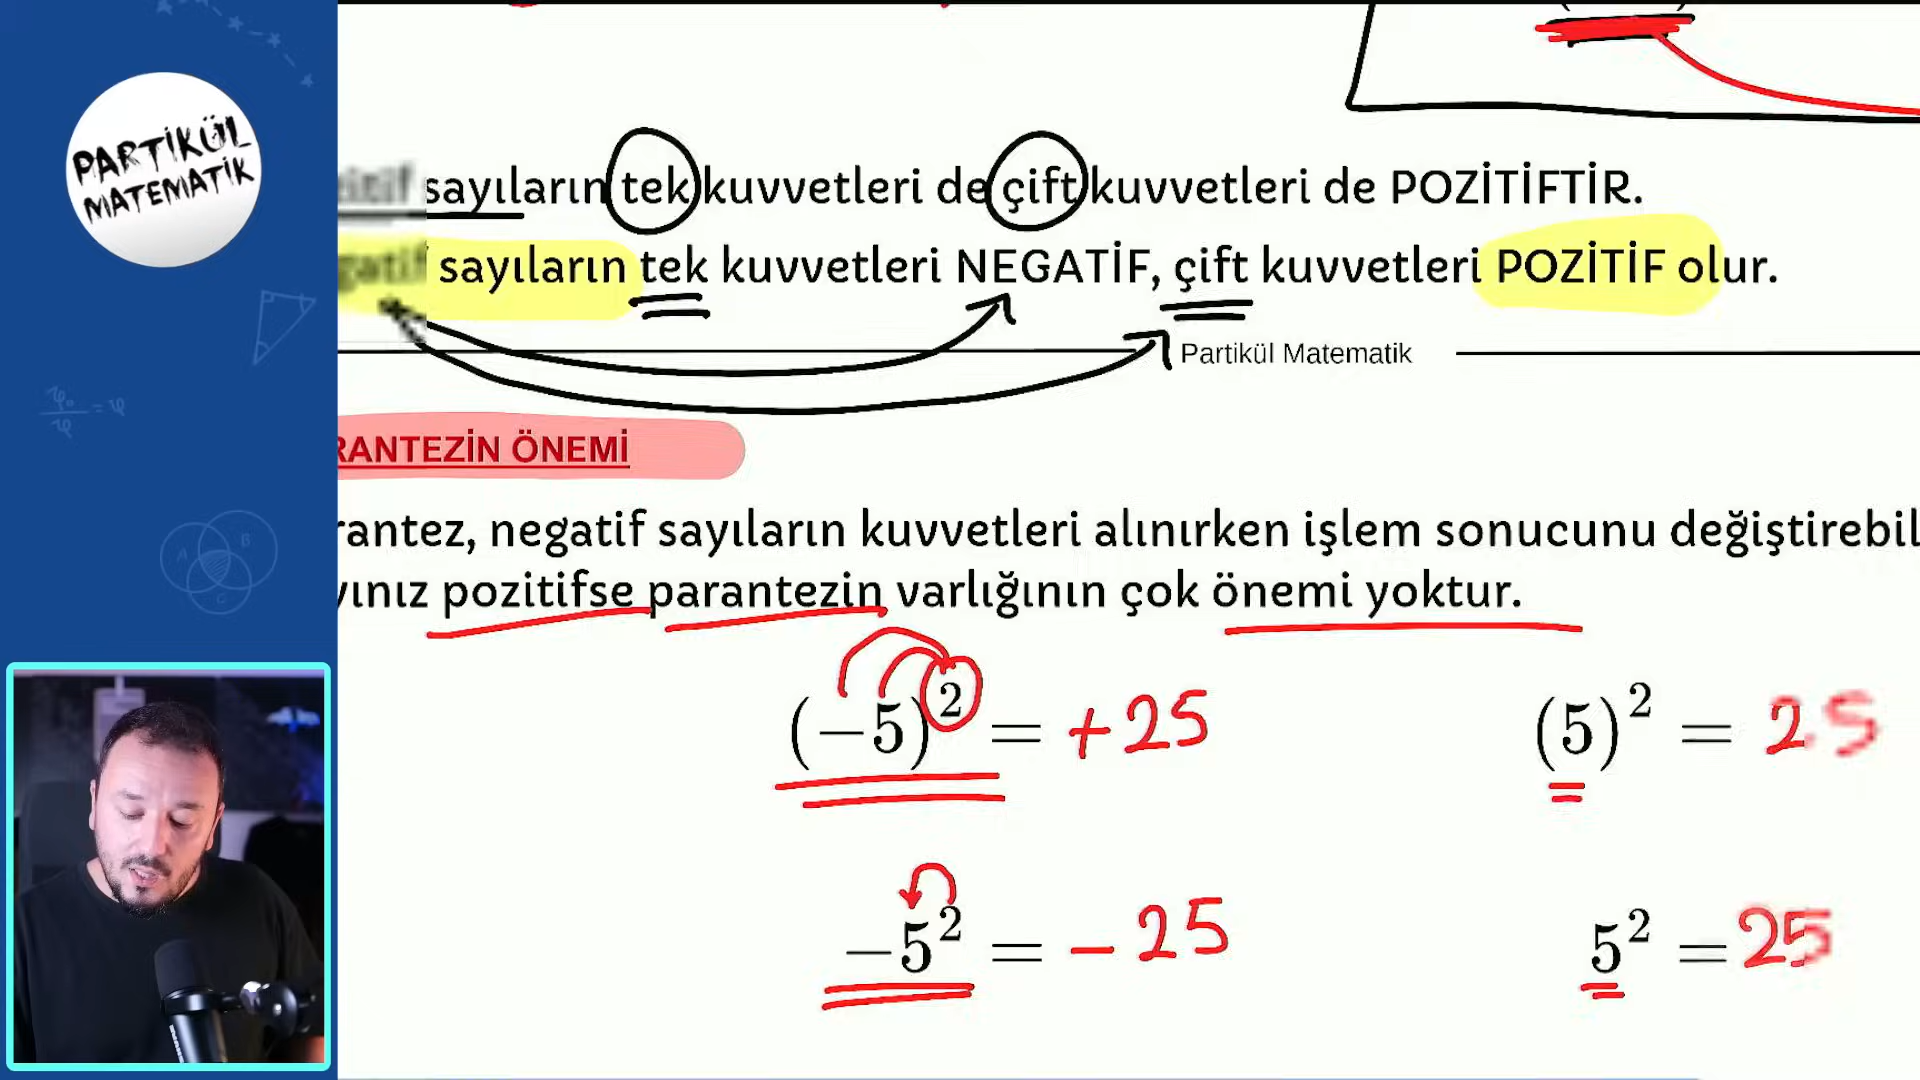 PARTİKÜL
MATEMATİK
sayıların tek kuvvetleri de çift kuvvetleri de POZİTİFTİR.
sayıların tek kuvvetleri NEGATİF, çift kuvvetleri POZİTİF olur.
Partikül Matematik
RANTEZİN ÖNEMİ
rantez, negatif sayıların kuvvetleri alınırken işlem sonucunu değiştirebil
yınız pozitifse parantezin varlığının çok önemi yoktur.
(−5)² = +25
(5)² = 25
−5² = −25
5² = 25